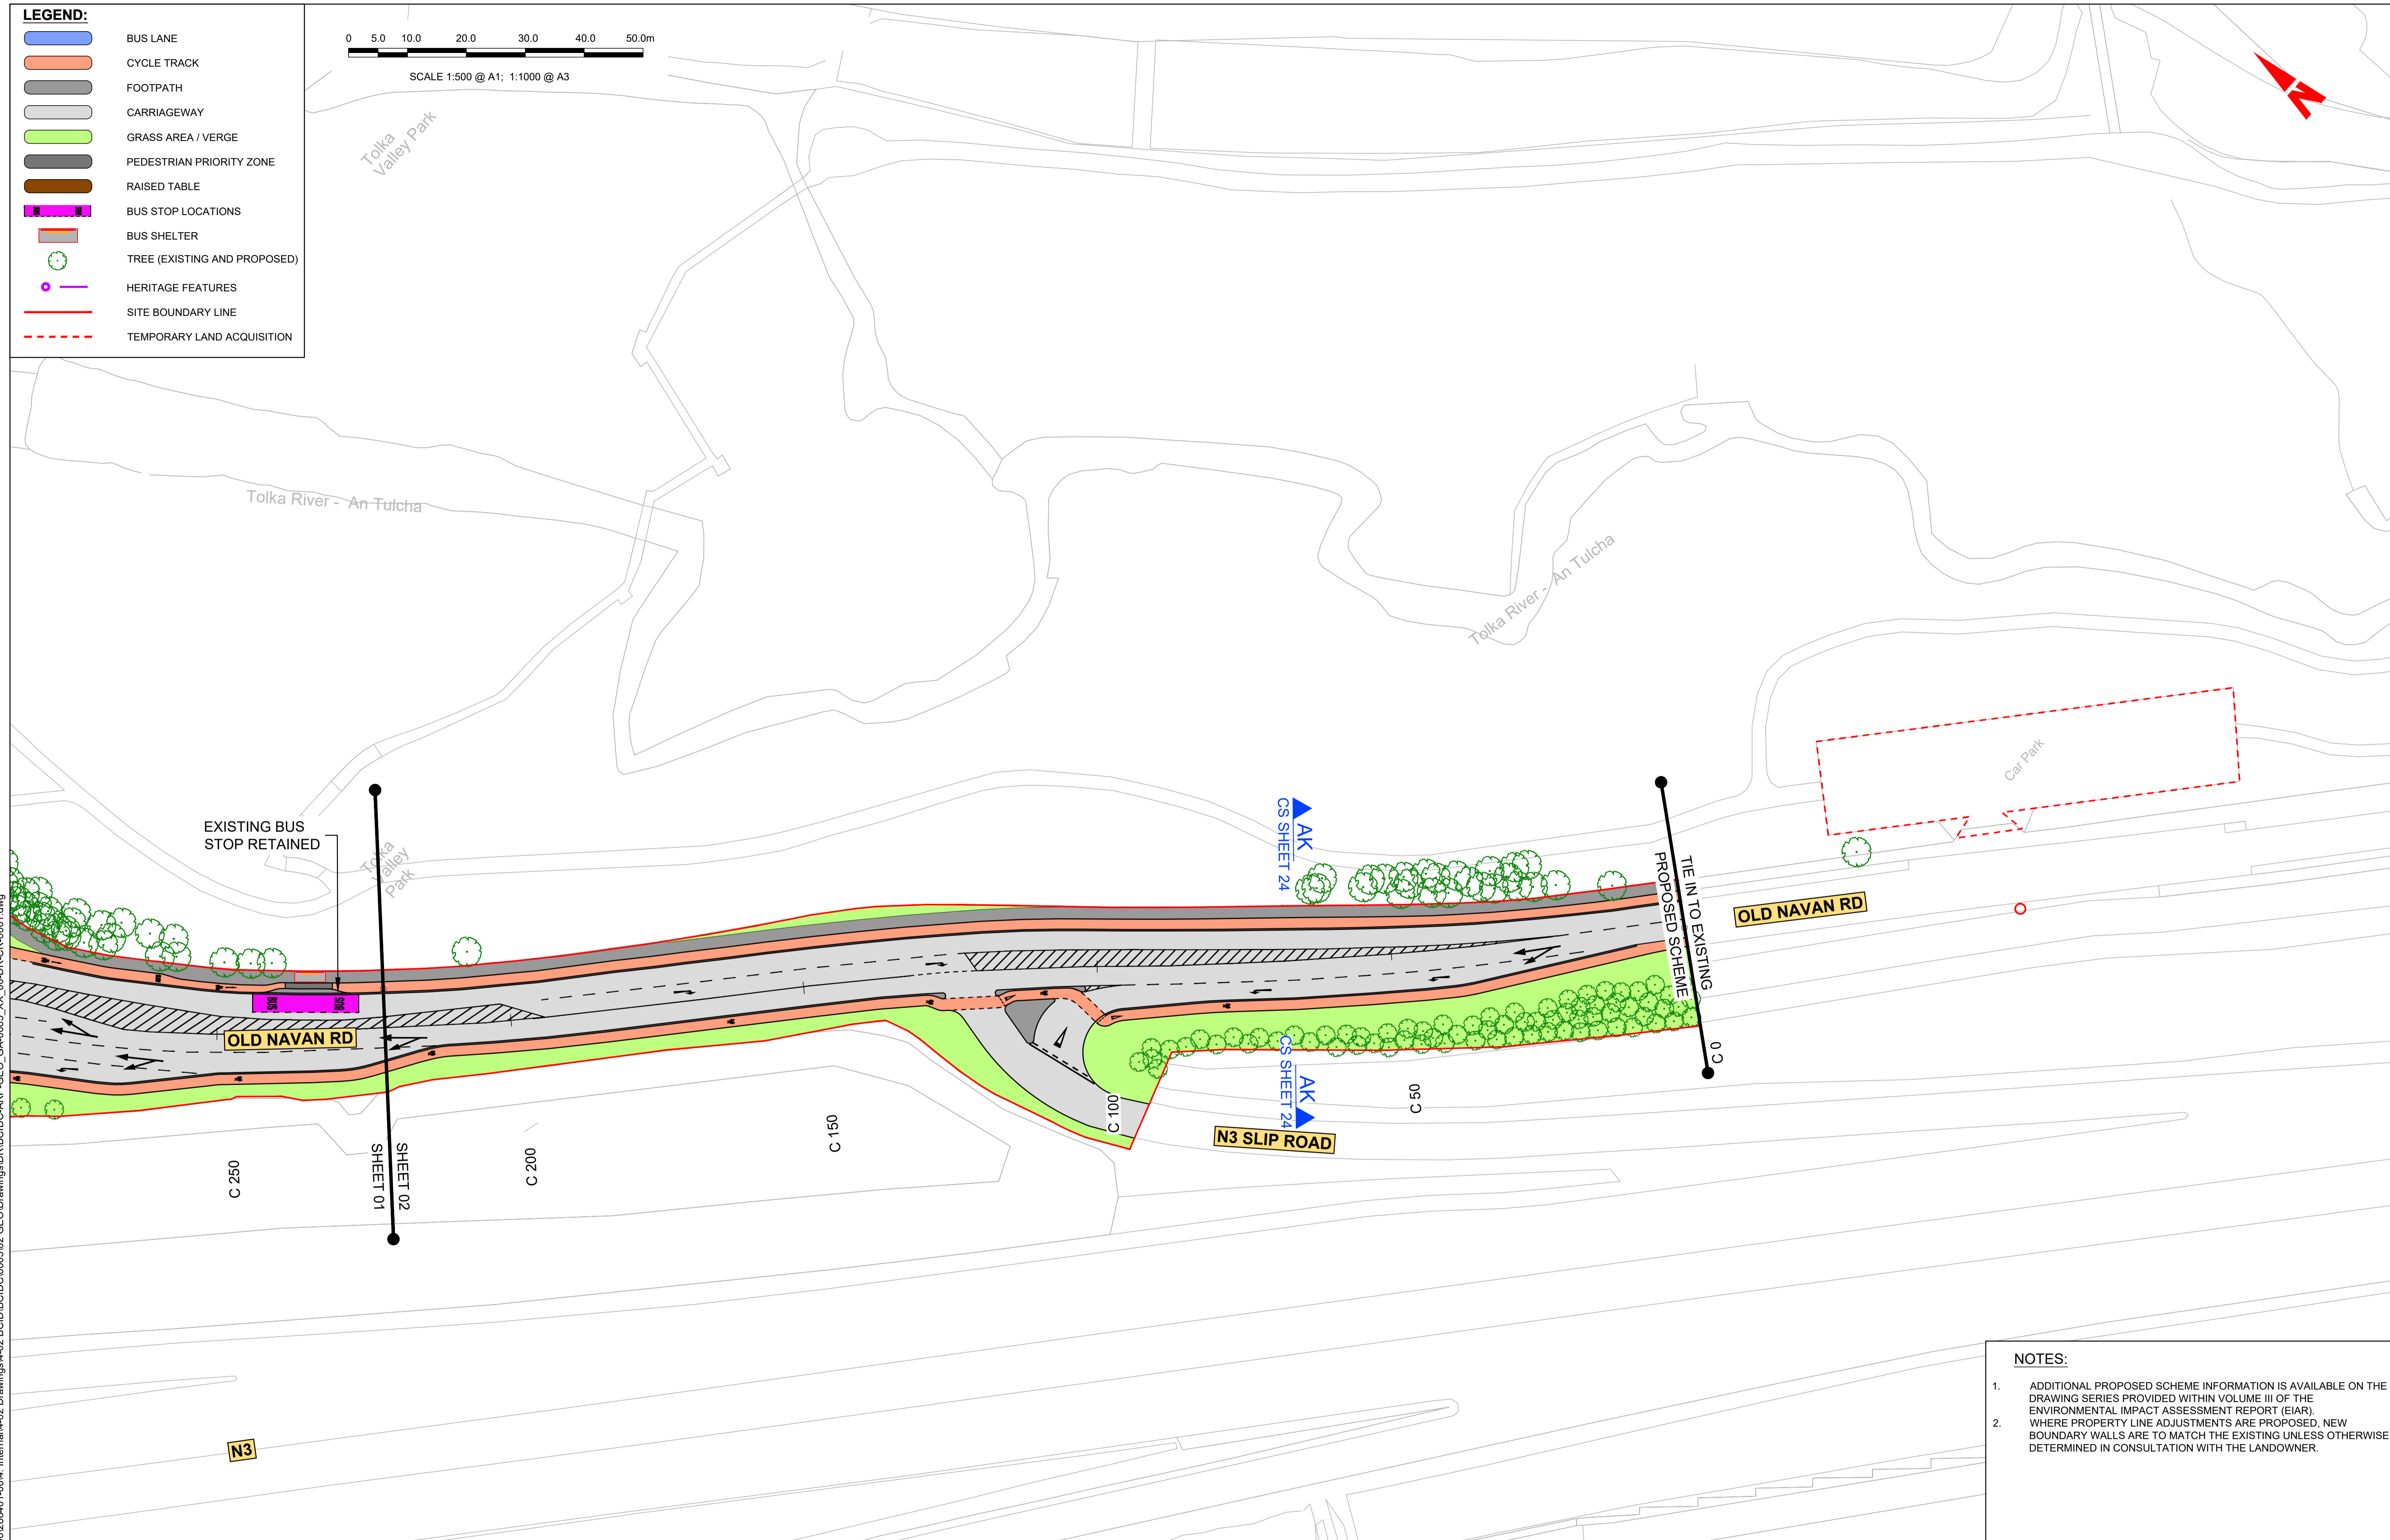 LEGEND:
BUS LANE
CYCLE TRACK
FOOTPATH
CARRIAGEWAY
GRASS AREA / VERGE
PEDESTRIAN PRIORITY ZONE
RAISED TABLE
BUS STOP LOCATIONS
BUS SHELTER
TREE (EXISTING AND PROPOSED)
HERITAGE FEATURES
SITE BOUNDARY LINE
TEMPORARY LAND ACQUISITION
0 5.0 10.0 20.0 30.0 40.0 50.0m
SCALE 1:500 @ A1; 1:1000 @ A3
N
Tolka
Valley Park
Tolka River - An Tulcha
Tolka River - An Tulcha
Car Park
EXISTING BUS
STOP RETAINED
Tolka
Valley
Park
AK
CS SHEET 24
TIE IN TO EXISTING
PROPOSED SCHEME
OLD NAVAN RD
BUS
BUS
OLD NAVAN RD
AK
CS SHEET 24
C 0
C 50
C 100
C 150
C 200
C 250
N3 SLIP ROAD
SHEET 02
SHEET 01
N3
NOTES:
1. ADDITIONAL PROPOSED SCHEME INFORMATION IS AVAILABLE ON THE
DRAWING SERIES PROVIDED WITHIN VOLUME III OF THE
ENVIRONMENTAL IMPACT ASSESSMENT REPORT (EIAR).
2. WHERE PROPERTY LINE ADJUSTMENTS ARE PROPOSED, NEW
BOUNDARY WALLS ARE TO MATCH THE EXISTING UNLESS OTHERWISE
DETERMINED IN CONSULTATION WITH THE LANDOWNER.